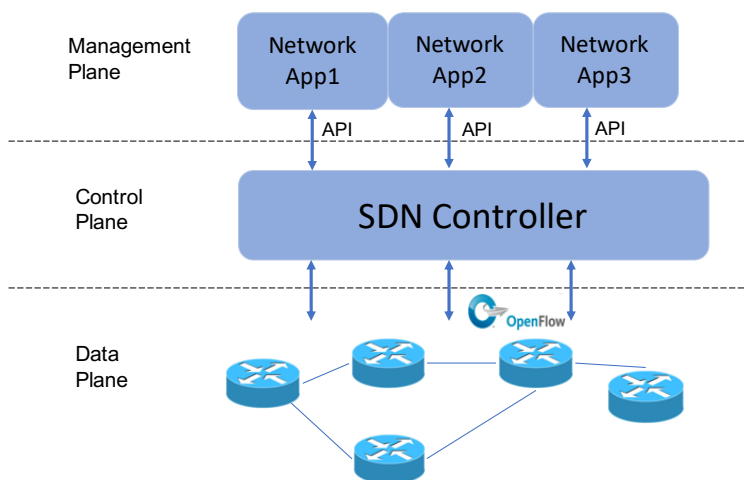 Management
Plane
Network
App1
Network
App2
Network
App3
API
API
API
Control
Plane
SDN Controller
OpenFlow
Data
Plane